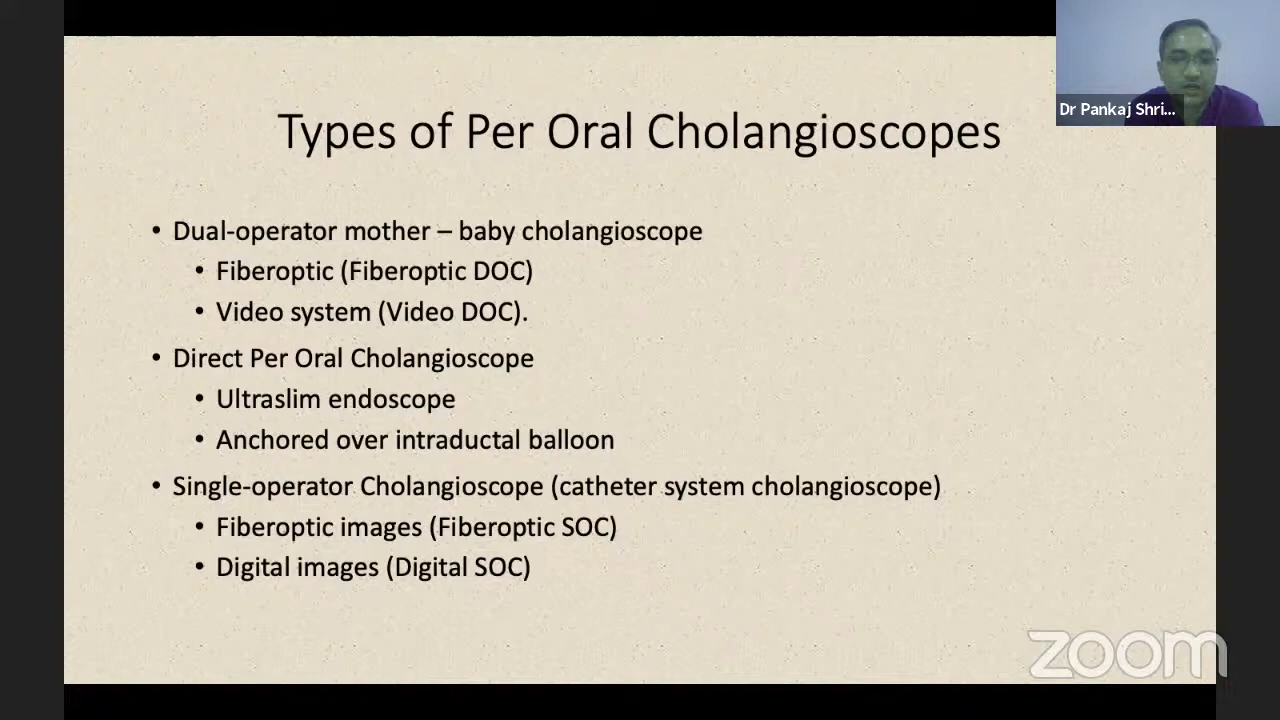 Types of Per Oral Cholangioscopes
Dr Pankaj Shri...
• Dual-operator mother – baby cholangioscope
• Fiberoptic (Fiberoptic DOC)
• Video system (Video DOC).
• Direct Per Oral Cholangioscope
• Ultraslim endoscope
• Anchored over intraductal balloon
• Single-operator Cholangioscope (catheter system cholangioscope)
• Fiberoptic images (Fiberoptic SOC)
• Digital images (Digital SOC)
zoom